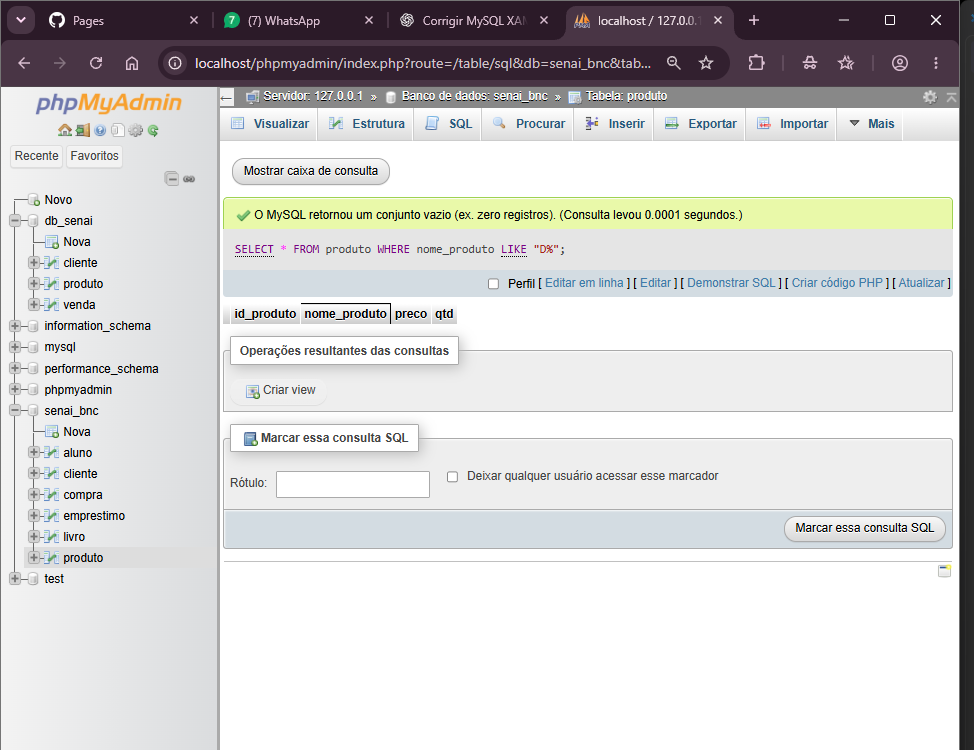 Pages
7 (7) WhatsApp
Corrigir MySQL XAM
localhost / 127.0.0.1
localhost/phpmyadmin/index.php?route=/table/sql&db=senai_bnc&tab...
phpMyAdmin
Recente Favoritos
Novo
db_senai
Nova
cliente
produto
venda
information_schema
mysql
performance_schema
phpmyadmin
senai_bnc
Nova
aluno
cliente
compra
emprestimo
livro
produto
test
Servidor: 127.0.0.1 » Banco de dados: senai_bnc » Tabela: produto
Visualizar Estrutura SQL Procurar Inserir Exportar Importar Mais
Mostrar caixa de consulta
O MySQL retornou um conjunto vazio (ex. zero registros). (Consulta levou 0.0001 segundos.)
SELECT * FROM produto WHERE nome_produto LIKE "D%";
Perfil [ Editar em linha ] [ Editar ] [ Demonstrar SQL ] [ Criar código PHP ] [ Atualizar ]
id_produto nome_produto preco qtd
Operações resultantes das consultas
Criar view
Marcar essa consulta SQL
Rótulo: Deixar qualquer usuário acessar esse marcador
Marcar essa consulta SQL